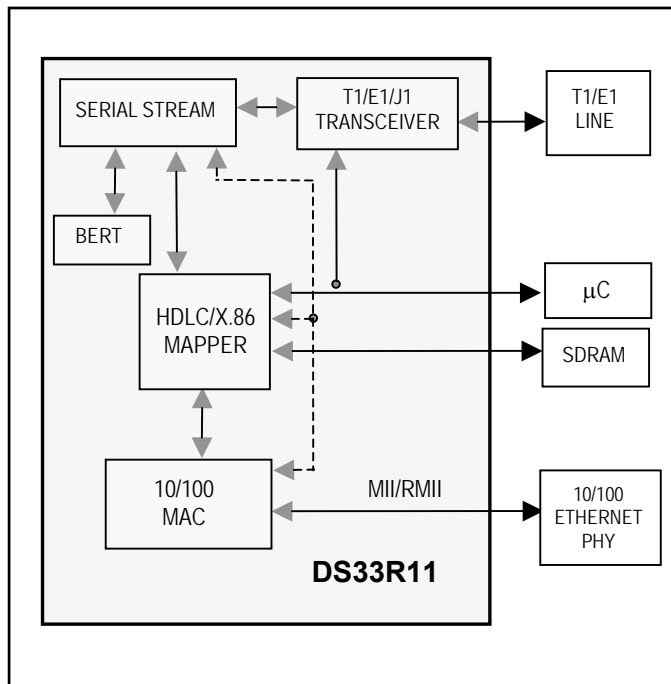 SERIAL STREAM
T1/E1/J1
TRANSCEIVER
T1/E1
LINE
BERT
HDLC/X.86
MAPPER
μC
SDRAM
10/100
MAC
MII/RMII
10/100
ETHERNET
PHY
DS33R11